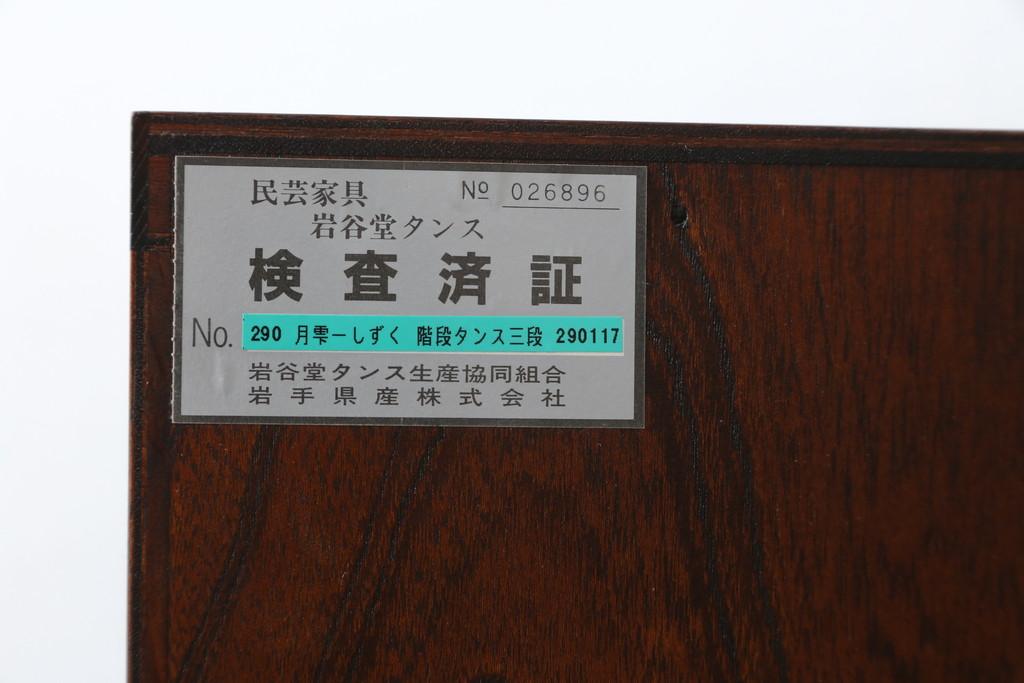 民芸家具 № 026896
岩谷堂タンス
検査済証
No. 290 月雫ーしずく 階段タンス三段 290117
岩谷堂タンス生産協同組合
岩手県産株式会社